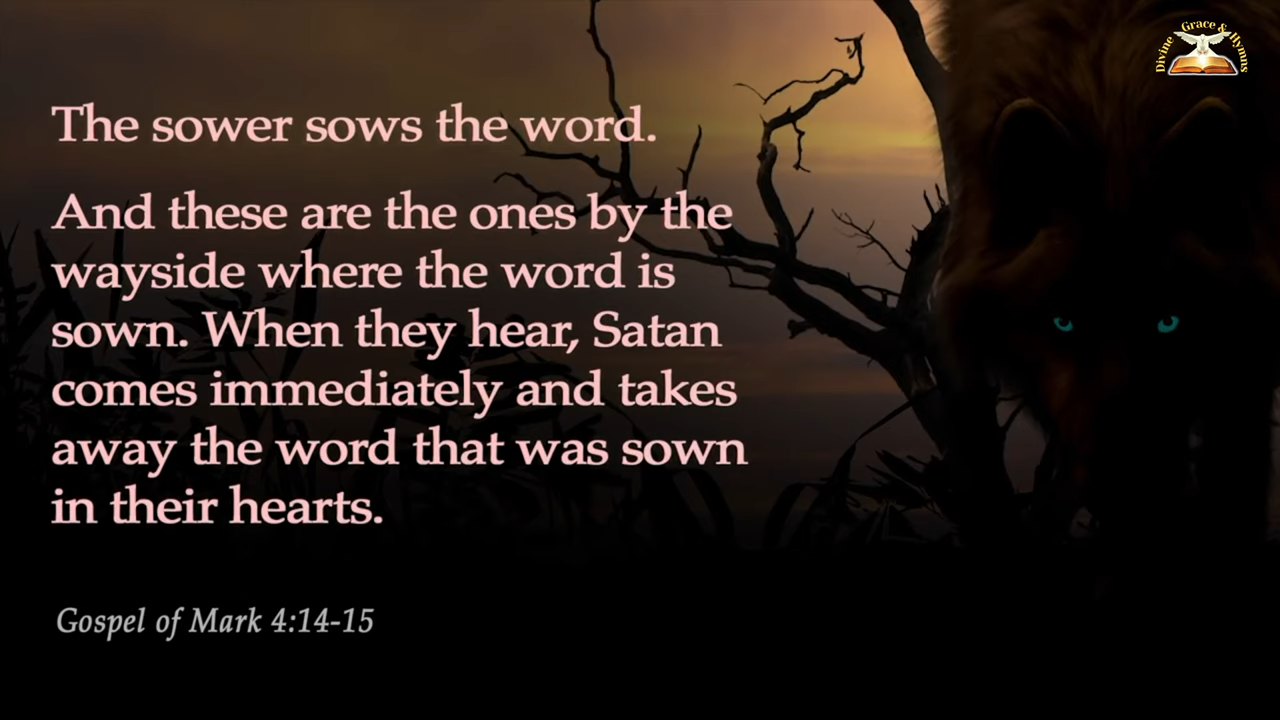 Divine Grace & Hymns
The sower sows the word.
And these are the ones by the
wayside where the word is
sown. When they hear, Satan
comes immediately and takes
away the word that was sown
in their hearts.
Gospel of Mark 4:14-15